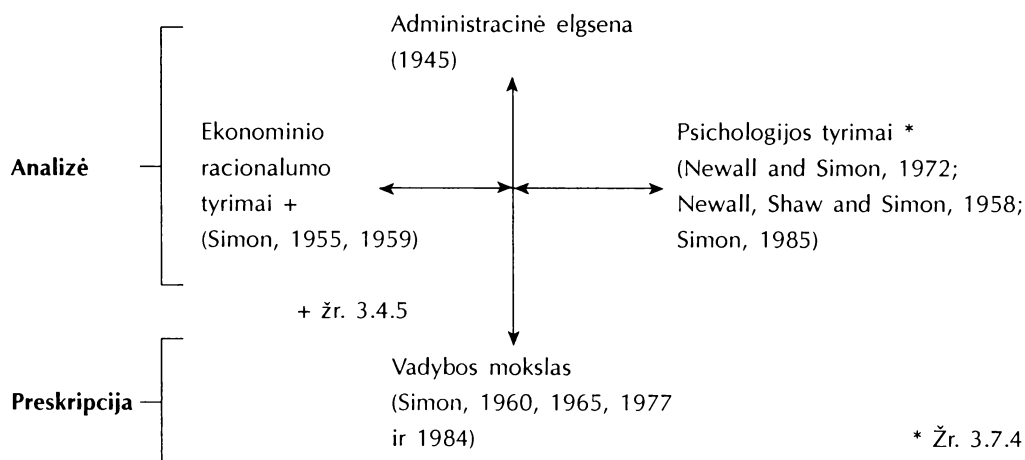 Administracinė elgsena
(1945)
Analizė
Ekonominio
racionalumo
tyrimai +
(Simon, 1955, 1959)
Psichologijos tyrimai *
(Newall and Simon, 1972;
Newall, Shaw and Simon, 1958;
Simon, 1985)
+ žr. 3.4.5
Preskripcija
Vadybos mokslas
(Simon, 1960, 1965, 1977
ir 1984)
* Žr. 3.7.4